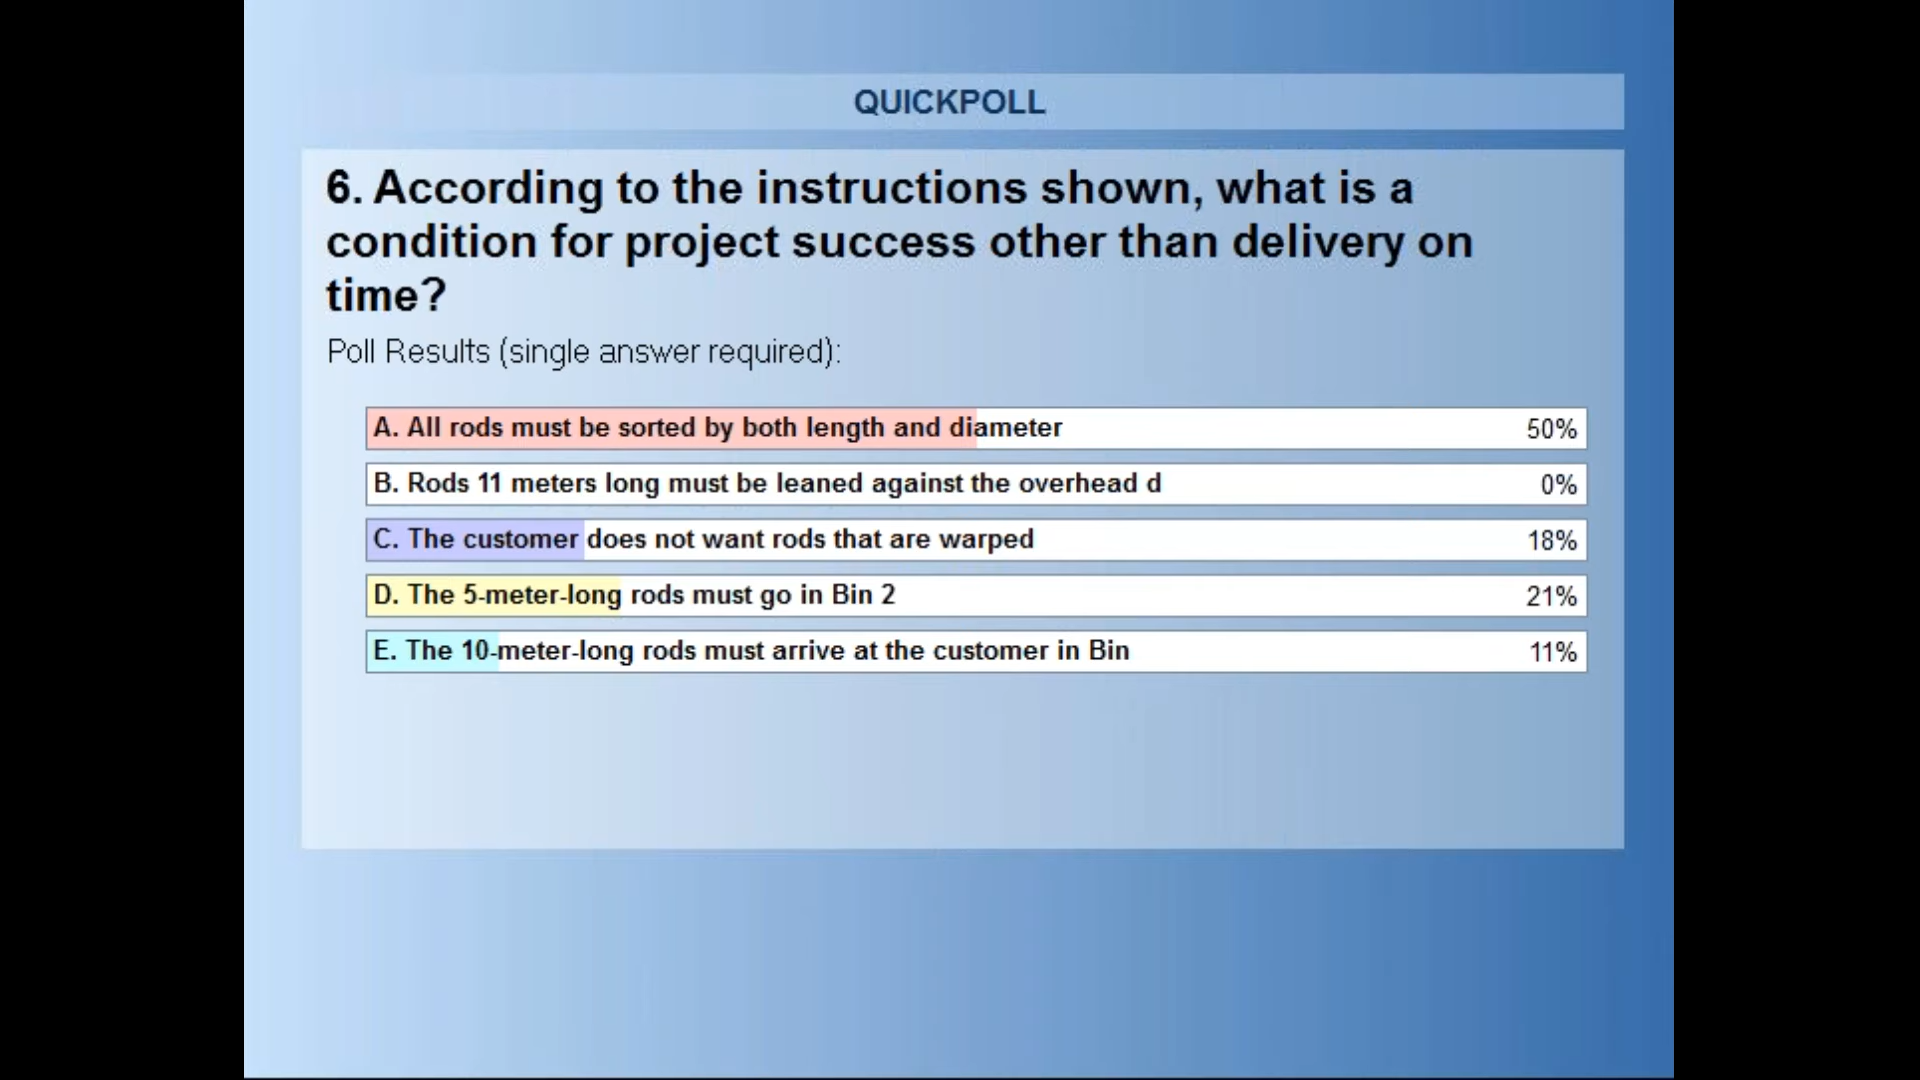 QUICKPOLL
6. According to the instructions shown, what is a
condition for project success other than delivery on
time?
Poll Results (single answer required):
A. All rods must be sorted by both length and diameter 50%
B. Rods 11 meters long must be leaned against the overhead d 0%
C. The customer does not want rods that are warped 18%
D. The 5-meter-long rods must go in Bin 2 21%
E. The 10-meter-long rods must arrive at the customer in Bin 11%